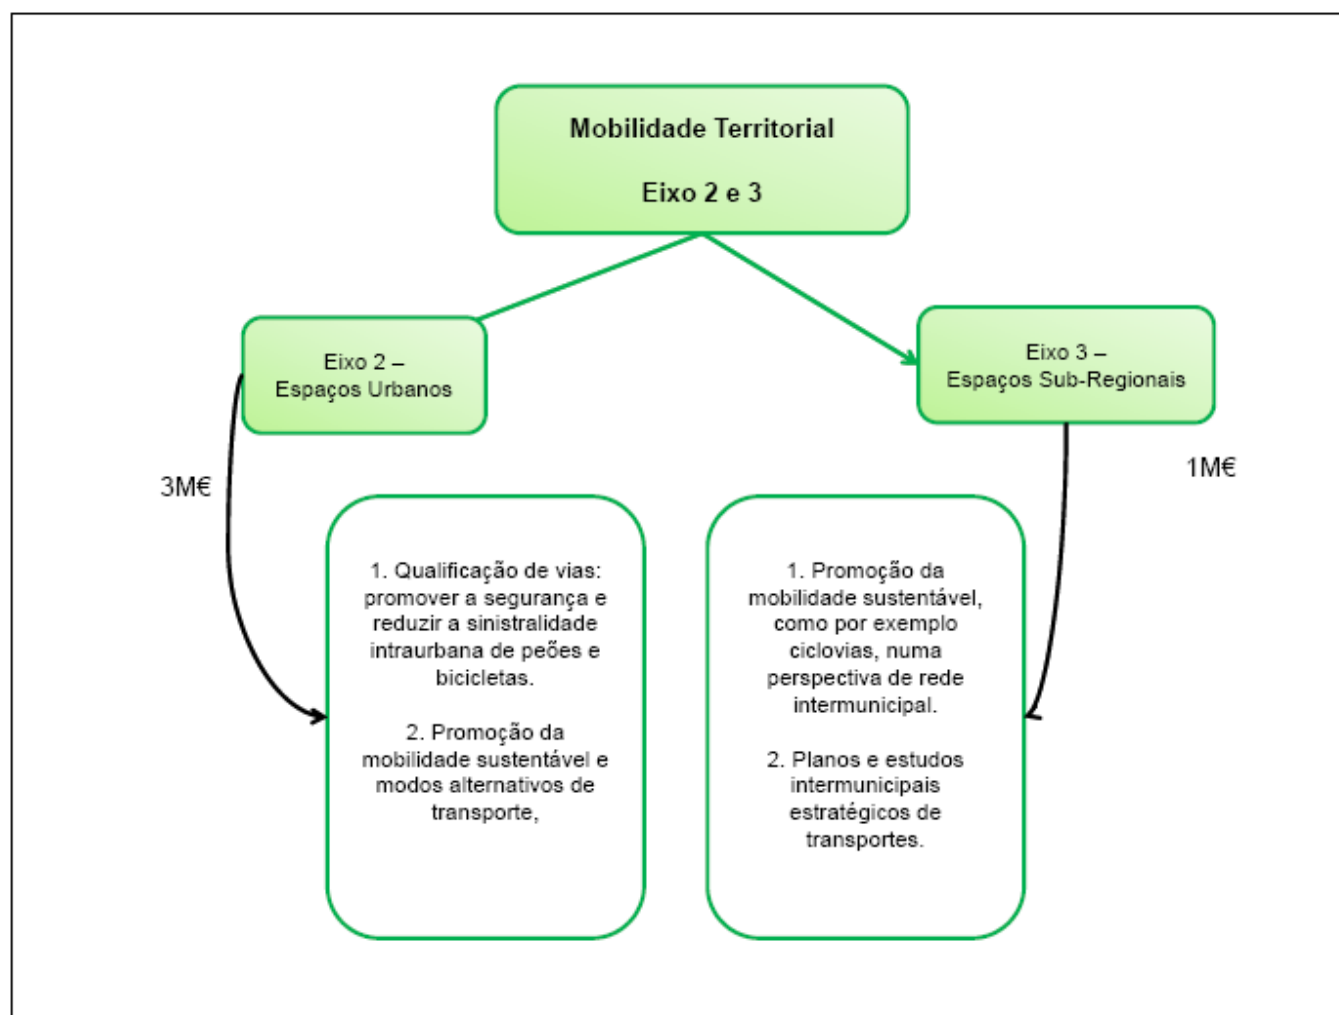 Mobilidade Territorial
Eixo 2 e 3
Eixo 2 –
Espaços Urbanos
Eixo 3 –
Espaços Sub-Regionais
3M€
1M€
1. Qualificação de vias:
promover a segurança e
reduzir a sinistralidade
intraurbana de peões e
bicicletas.
2. Promoção da
mobilidade sustentável e
modos alternativos de
transporte,
1. Promoção da
mobilidade sustentável,
como por exemplo
ciclovias, numa
perspectiva de rede
intermunicipal.
2. Planos e estudos
intermunicipais
estratégicos de
transportes.